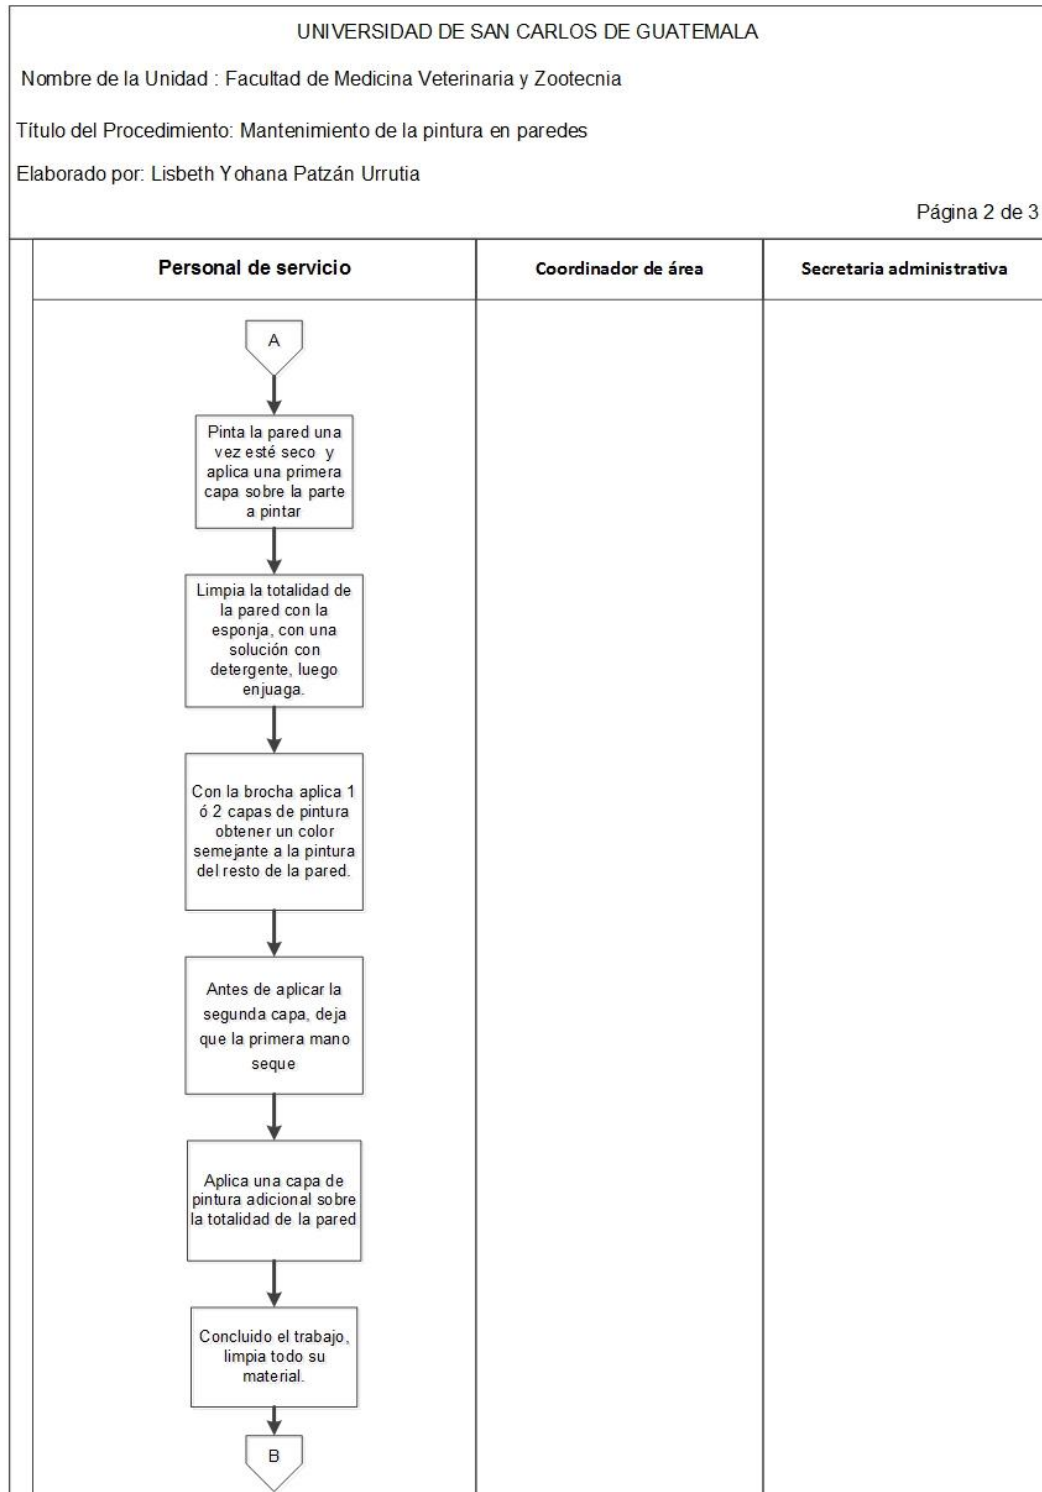 UNIVERSIDAD DE SAN CARLOS DE GUATEMALA
Nombre de la Unidad : Facultad de Medicina Veterinaria y Zootecnia
Título del Procedimiento: Mantenimiento de la pintura en paredes
Elaborado por: Lisbeth Yohana Patzán Urrutia
Página 2 de 3
Personal de servicio
Coordinador de área
Secretaria administrativa
A
Pinta la pared una
vez esté seco y
aplica una primera
capa sobre la parte
a pintar
Limpia la totalidad de
la pared con la
esponja, con una
solución con
detergente, luego
enjuaga.
Con la brocha aplica 1
ó 2 capas de pintura
obtener un color
semejante a la pintura
del resto de la pared.
Antes de aplicar la
segunda capa, deja
que la primera mano
seque
Aplica una capa de
pintura adicional sobre
la totalidad de la pared
Concluido el trabajo,
limpia todo su
material.
B